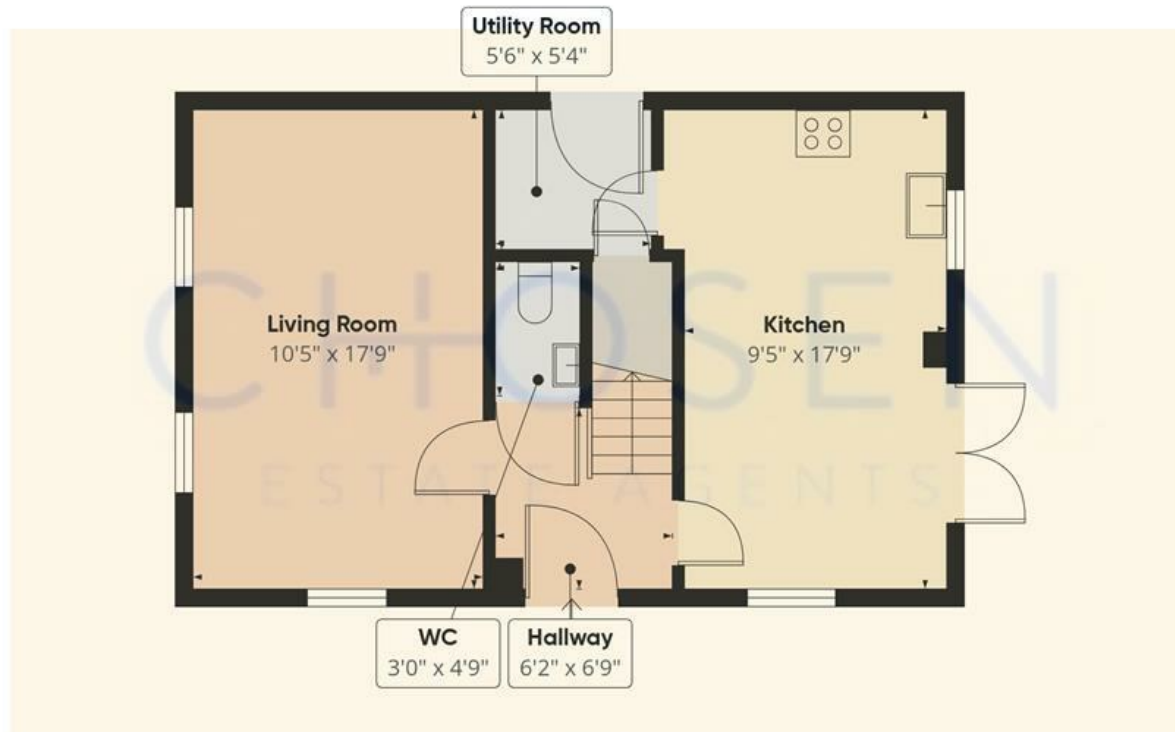 Utility Room
5'6" x 5'4"
Living Room
10'5" x 17'9"
Kitchen
9'5" x 17'9"
CHOSEN
ESTATE AGENTS
WC
3'0" x 4'9"
Hallway
6'2" x 6'9"